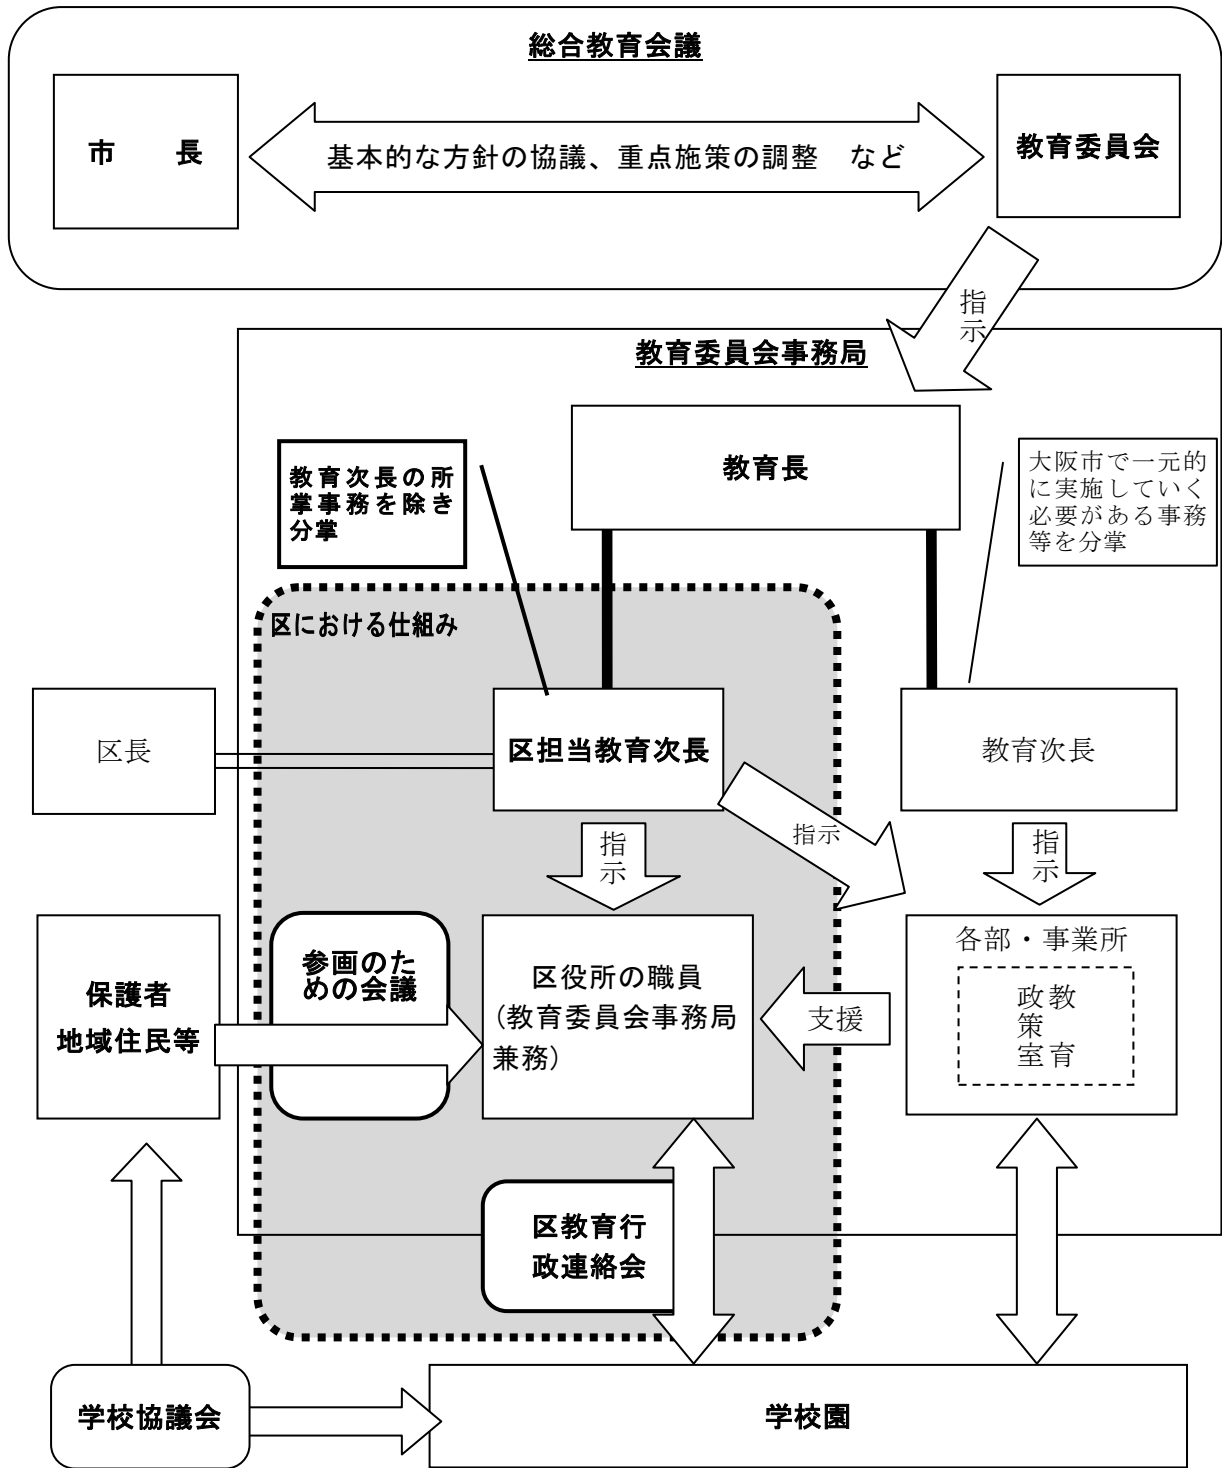 総合教育会議
市　　長
基本的な方針の協議、重点施策の調整　など
教育委員会
指
示
教育委員会事務局
教育長
教育次長の所
掌事務を除き
分掌
大阪市で一元的
に実施していく
必要がある事務
等を分掌
区における仕組み
区長
区担当教育次長
教育次長
指
示
指示
指
示
保護者
地域住民等
参画のた
めの会議
区役所の職員
(教育委員会事務局
兼務)
支援
各部・事業所
教育
政策室
区教育行
政連絡会
学校協議会
学校園